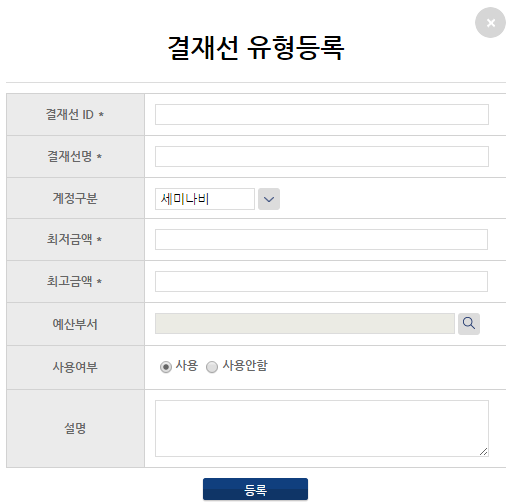 결재선 유형등록
결재선 ID *
결재선명 *
계정구분 세미나비
최저금액 *
최고금액 *
예산부서
사용여부 사용 사용안함
설명
등록